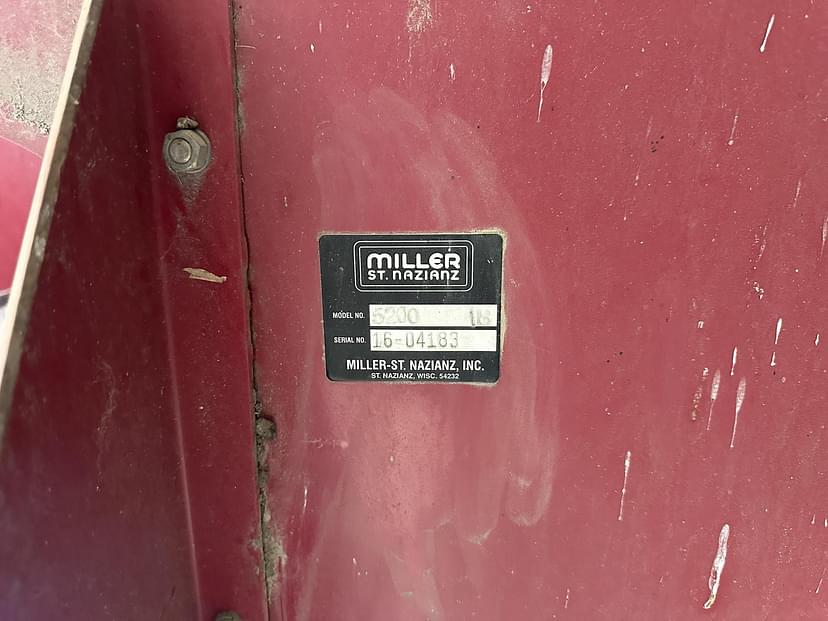 MILLER
ST. NAZIANZ
MODEL NO. 5200 18
SERIAL NO. 16-04183
MILLER-ST. NAZIANZ, INC.
ST. NAZIANZ, WISC. 54232